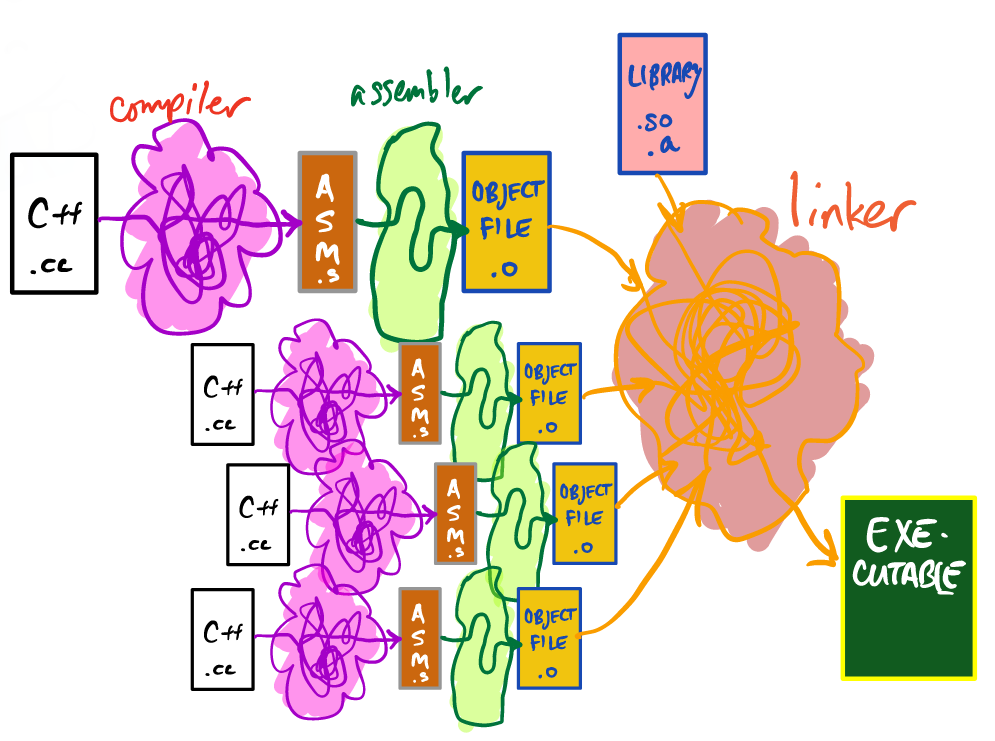 compiler
assembler
LIBRARY
.so
.a
linker
C++
.cc
ASM.s
OBJECT
FILE
.o
C++
.cc
ASM.s
OBJECT
FILE
.o
C++
.cc
ASM.s
OBJECT
FILE
.o
C++
.cc
ASM.s
OBJECT
FILE
.o
EXE-
CUTABLE